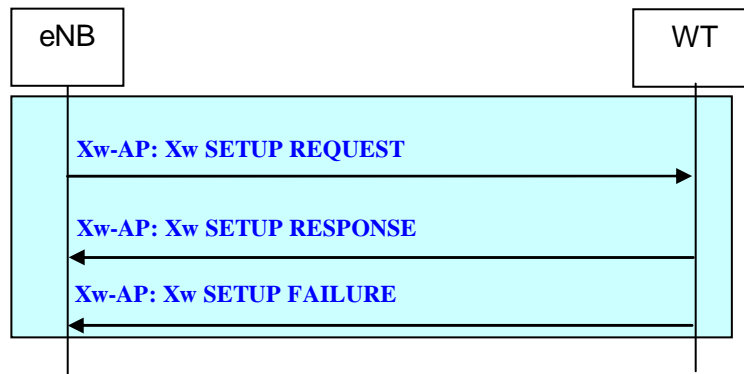 eNB
WT
Xw-AP: Xw SETUP REQUEST
Xw-AP: Xw SETUP RESPONSE
Xw-AP: Xw SETUP FAILURE